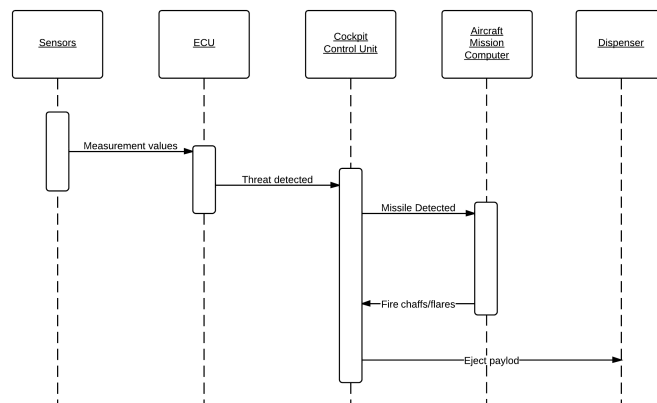 Sensors
ECU
Cockpit
Control Unit
Aircraft
Mission
Computer
Dispenser
Measurement values
Threat detected
Missile Detected
Fire chaffs/flares
Eject paylod